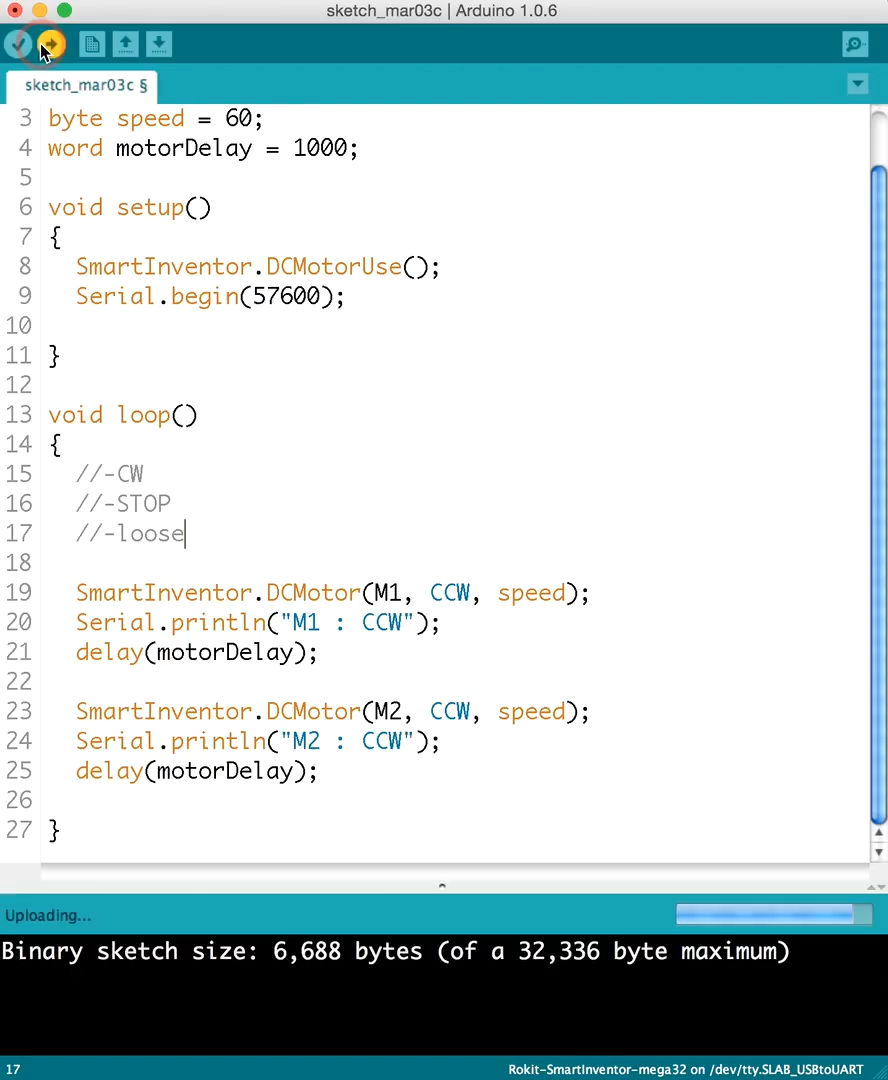 sketch_mar03c | Arduino 1.0.6
sketch_mar03c §
3 byte speed = 60;
4 word motorDelay = 1000;
5
6 void setup()
7 {
8 SmartInventor.DCMotorUse();
9 Serial.begin(57600);
10
11 }
12
13 void loop()
14 {
15 //-CW
16 //-STOP
17 //-loose
18
19 SmartInventor.DCMotor(M1, CCW, speed);
20 Serial.println("M1 : CCW");
21 delay(motorDelay);
22
23 SmartInventor.DCMotor(M2, CCW, speed);
24 Serial.println("M2 : CCW");
25 delay(motorDelay);
26
27 }
Uploading...
Binary sketch size: 6,688 bytes (of a 32,336 byte maximum)
17 Rokit-SmartInventor-mega32 on /dev/tty.SLAB_USBtoUART